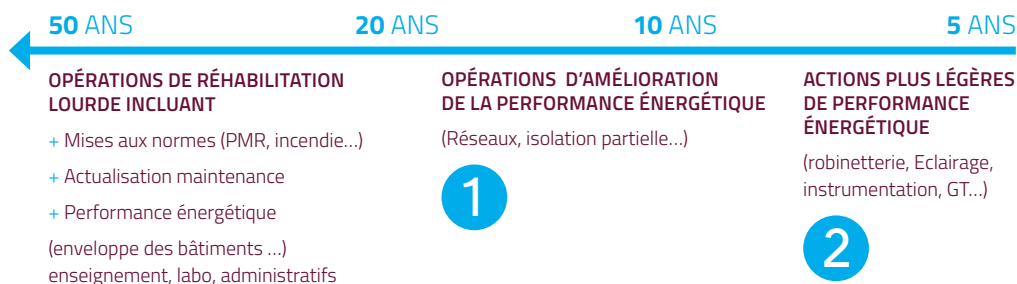 50 ANS 20 ANS 10 ANS 5 ANS
OPÉRATIONS DE RÉHABILITATION
LOURDE INCLUANT
+ Mises aux normes (PMR, incendie...)
+ Actualisation maintenance
+ Performance énergétique
(enveloppe des bâtiments ...)
enseignement, labo, administratifs
OPÉRATIONS D'AMÉLIORATION
DE LA PERFORMANCE ÉNERGÉTIQUE
(Réseaux, isolation partielle...)
1
ACTIONS PLUS LÉGÈRES
DE PERFORMANCE
ÉNERGÉTIQUE
(robinetterie, Eclairage,
instrumentation, GT...)
2